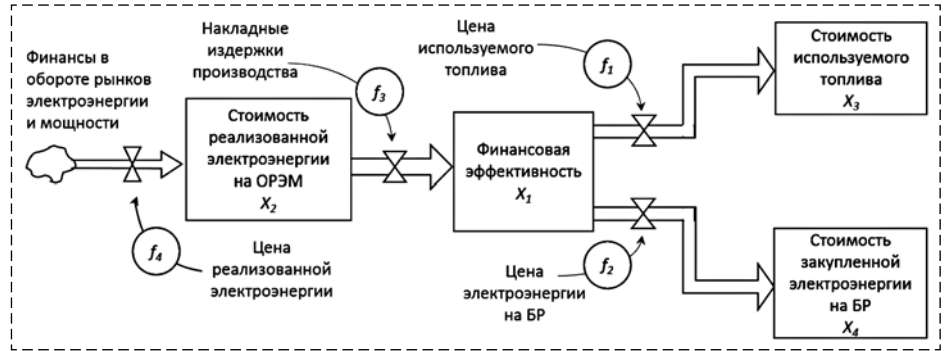 Финансы в
обороте рынков
электроэнергии
и мощности
Накладные
издержки
производства
f3
Стоимость
реализованной
электроэнергии
на ОРЭМ
X2
f4
Цена
реализованной
электроэнергии
Цена
используемого
топлива
f1
Финансовая
эффективность
X1
Цена
электроэнергии
на БР
f2
Стоимость
используемого
топлива
X3
Стоимость
закупленной
электроэнергии
на БР
X4